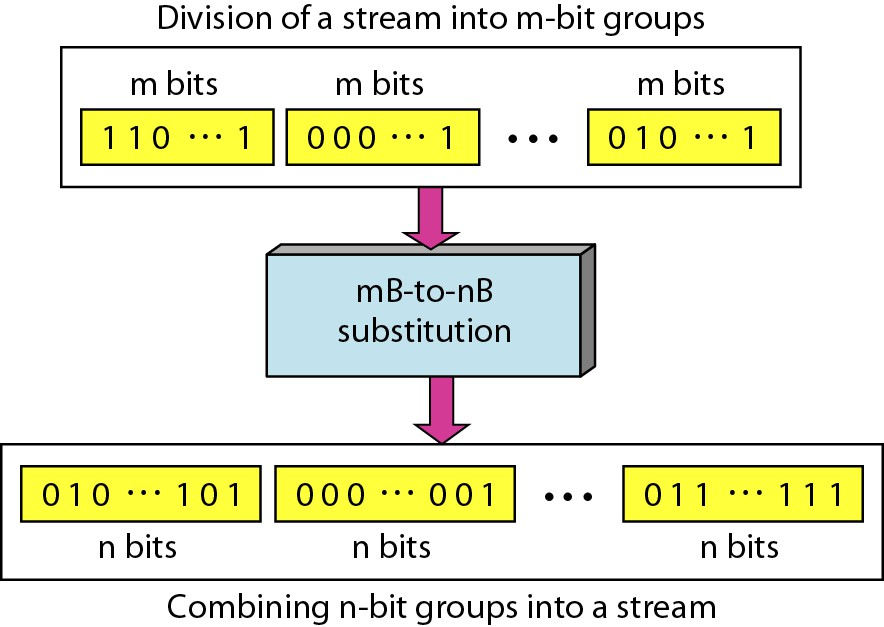 Division of a stream into m-bit groups
m bits m bits m bits
1 1 0 ··· 1 0 0 0 ··· 1 ••• 0 1 0 ··· 1
mB-to-nB
substitution
0 1 0 ··· 1 0 1 0 0 0 ··· 0 0 1 ••• 0 1 1 ··· 1 1 1
n bits n bits n bits
Combining n-bit groups into a stream